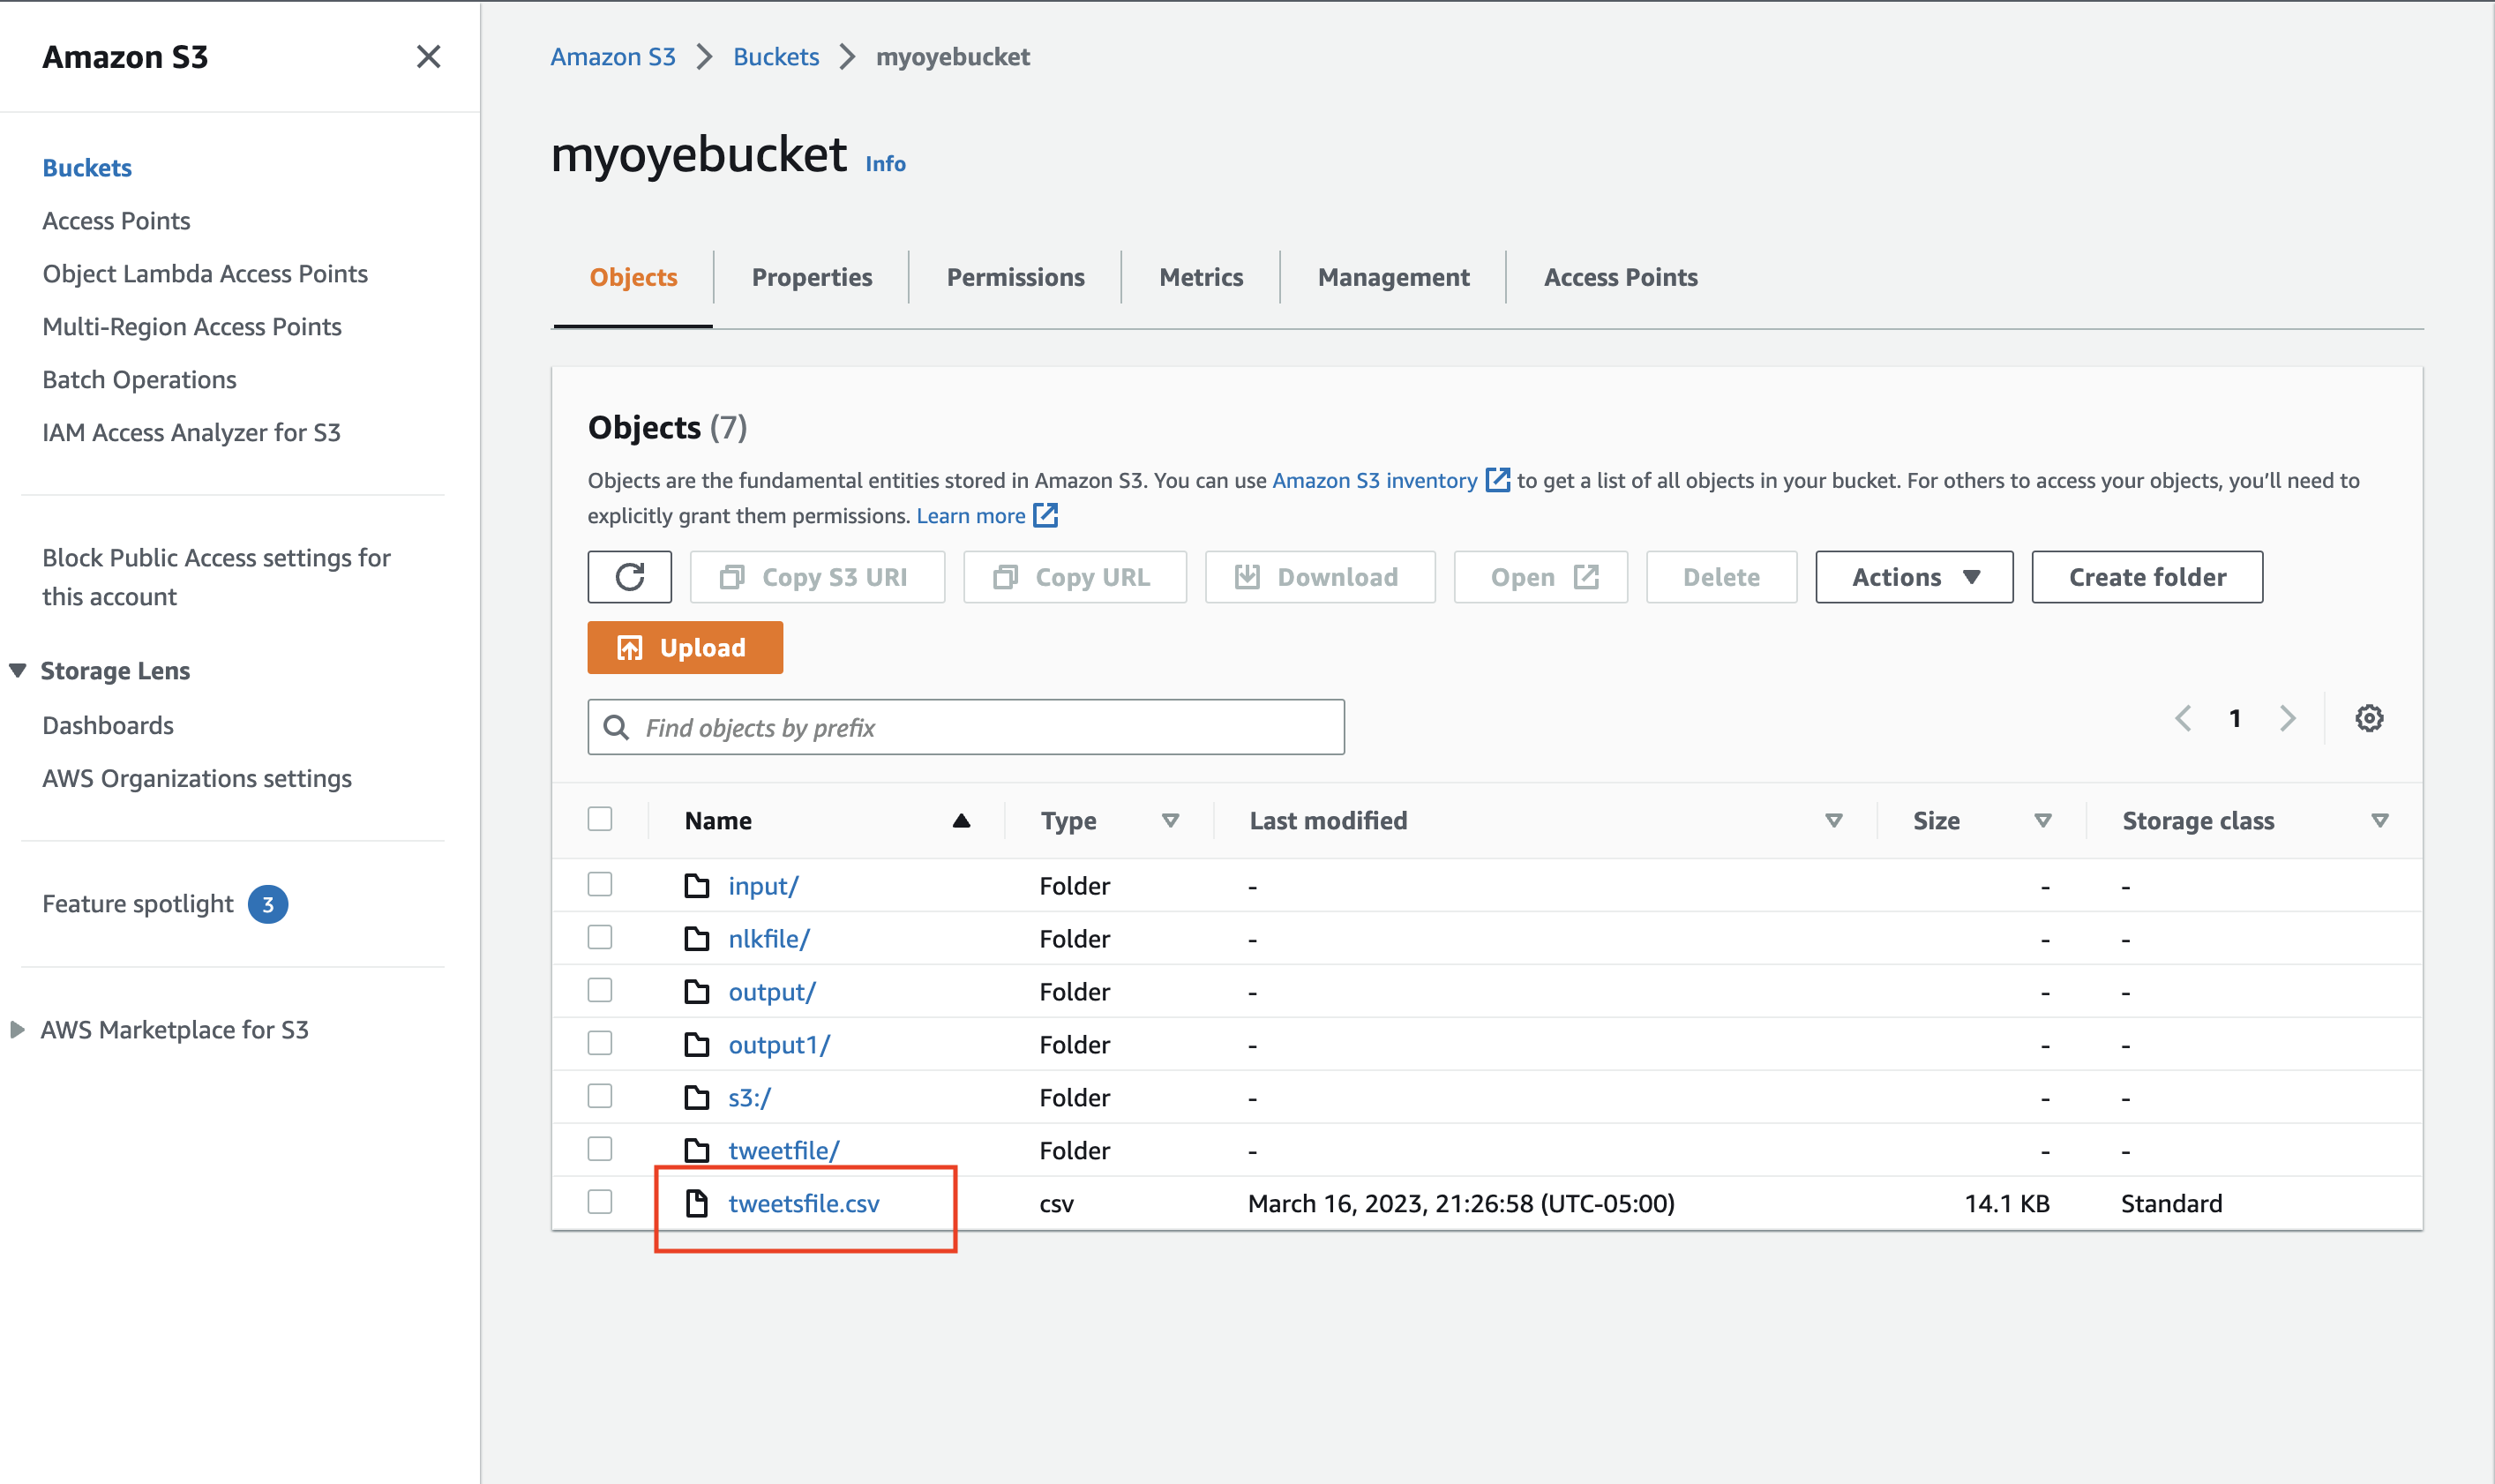 Amazon S3
Buckets
Access Points
Object Lambda Access Points
Multi-Region Access Points
Batch Operations
IAM Access Analyzer for S3
Block Public Access settings for
this account
Storage Lens
Dashboards
AWS Organizations settings
Feature spotlight 3
AWS Marketplace for S3
Amazon S3 > Buckets > myoyebucket
myoyebucket Info
Objects Properties Permissions Metrics Management Access Points
Objects (7)
Objects are the fundamental entities stored in Amazon S3. You can use Amazon S3 inventory to get a list of all objects in your bucket. For others to access your objects, you'll need to
explicitly grant them permissions. Learn more
Copy S3 URI Copy URL Download Open Delete Actions Create folder
Upload
Find objects by prefix
1
Name Type Last modified Size Storage class
input/ Folder - - -
nlkfile/ Folder - - -
output/ Folder - - -
output1/ Folder - - -
s3:/ Folder - - -
tweetfile/ Folder - - -
tweetsfile.csv csv March 16, 2023, 21:26:58 (UTC-05:00) 14.1 KB Standard